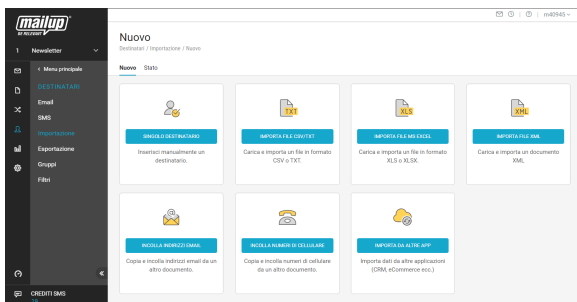 mailup
BE RELEVANT
m40945
Nuovo
Destinatari / Importazione / Nuovo
Nuovo Stato
1 Newsletter
< Menu principale
DESTINATARI
Email
SMS
Importazione
Esportazione
Gruppi
Filtri
CREDITI SMS
SINGOLO DESTINATARIO
Inserisci manualmente un
destinatario.
TXT
IMPORTA FILE CSV/TXT
Carica e importa un file in formato
CSV o TXT.
XLS
IMPORTA FILE MS EXCEL
Carica e importa un file in formato
XLS o XLSX.
XML
IMPORTA FILE XML
Carica e importa un documento
XML.
INCOLLA INDIRIZZI EMAIL
Copia e incolla indirizzi email da un
altro documento.
INCOLLA NUMERI DI CELLULARE
Copia e incolla numeri di cellulare
da un altro documento.
IMPORTA DA ALTRE APP
Importa dati da altre applicazioni
(CRM, eCommerce ecc.)